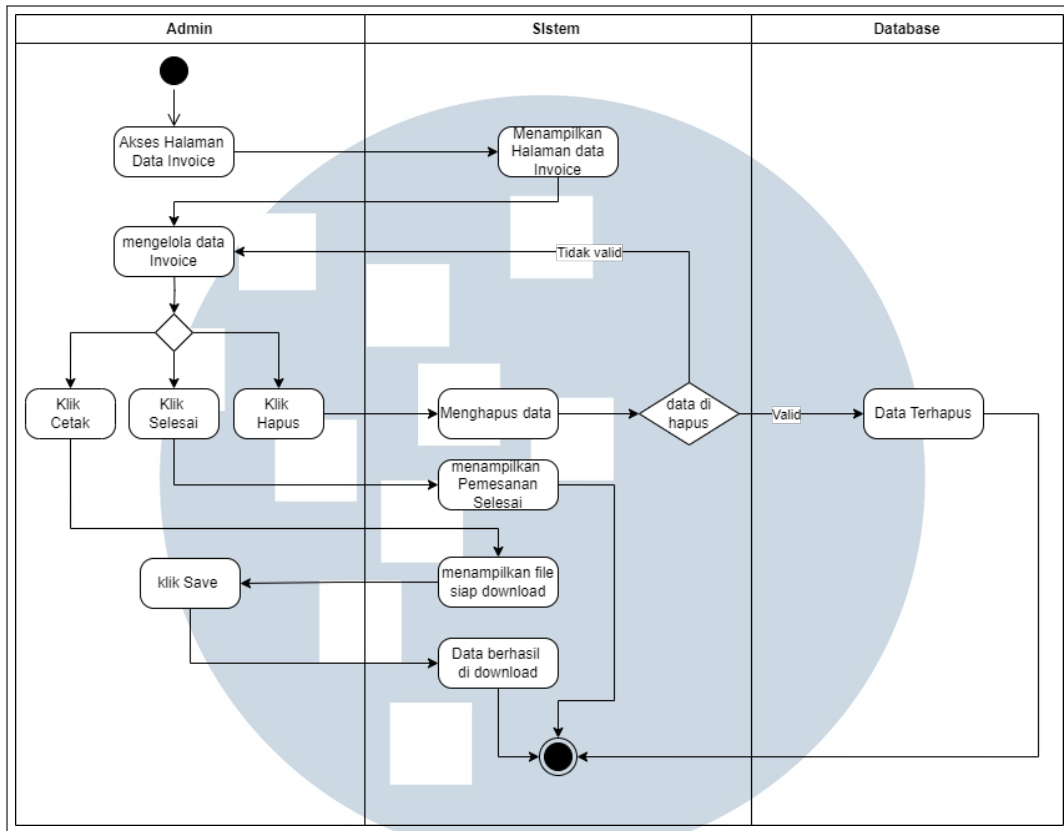 Admin
SIstem
Database
Akses Halaman
Data Invoice
Menampilkan
Halaman data
Invoice
mengelola data
Invoice
Tidak valid
Klik
Cetak
Klik
Selesai
Klik
Hapus
Menghapus data
data di
hapus
Valid
Data Terhapus
menampilkan
Pemesanan
Selesai
klik Save
menampilkan file
siap download
Data berhasil
di download